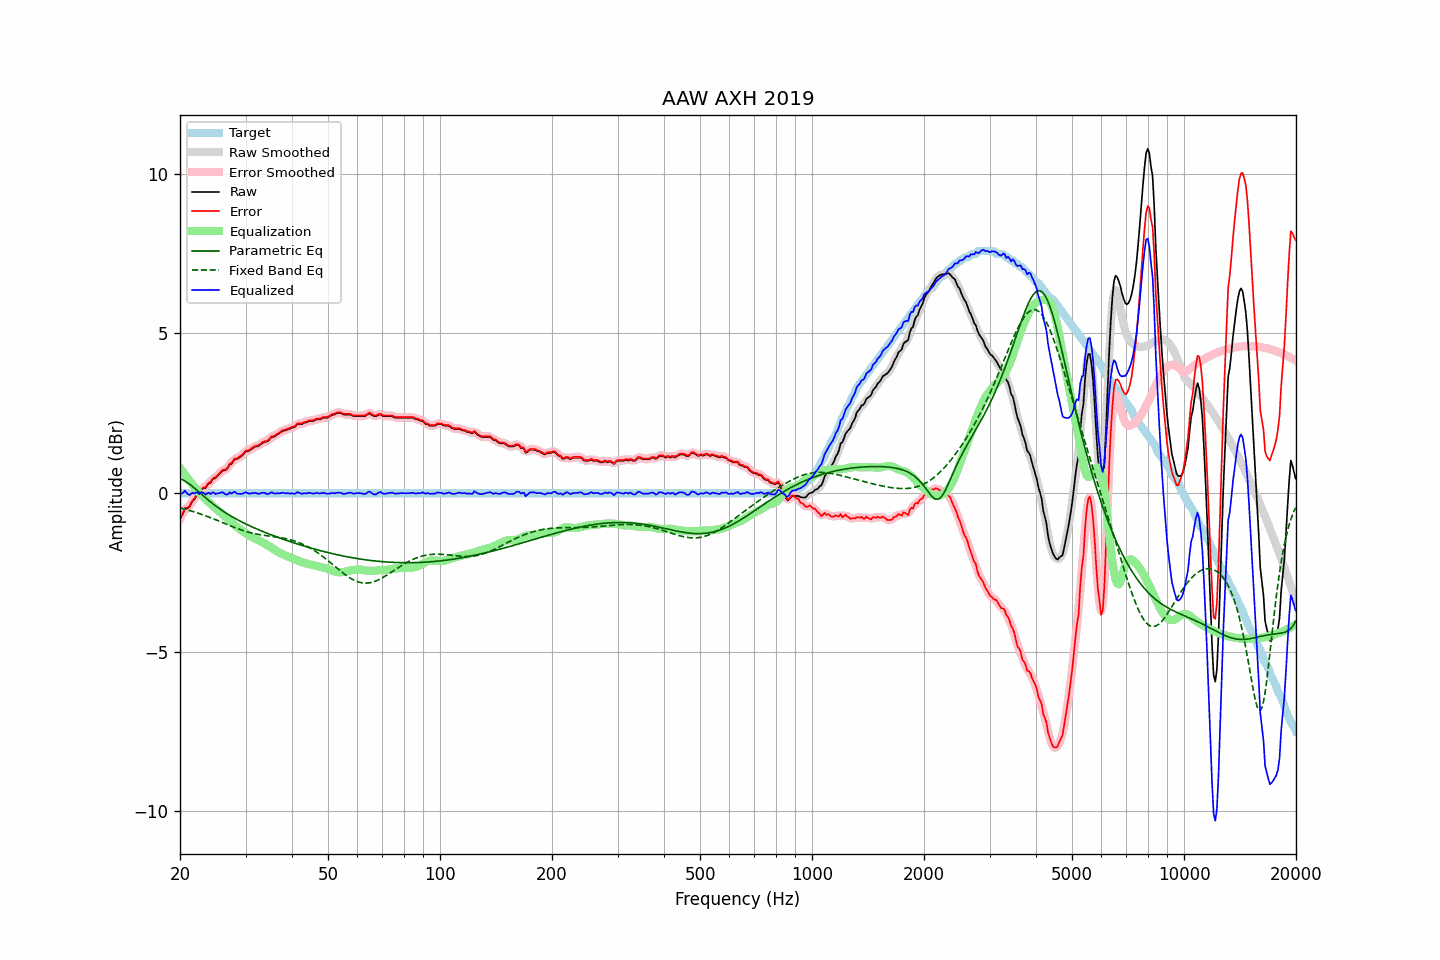 AAW AXH 2019
Target
Raw Smoothed
Error Smoothed
Raw
Error
Equalization
Parametric Eq
Fixed Band Eq
Equalized
10
5
0
−5
−10
Amplitude (dBr)
20 50 100 200 500 1000 2000 5000 10000 20000
Frequency (Hz)